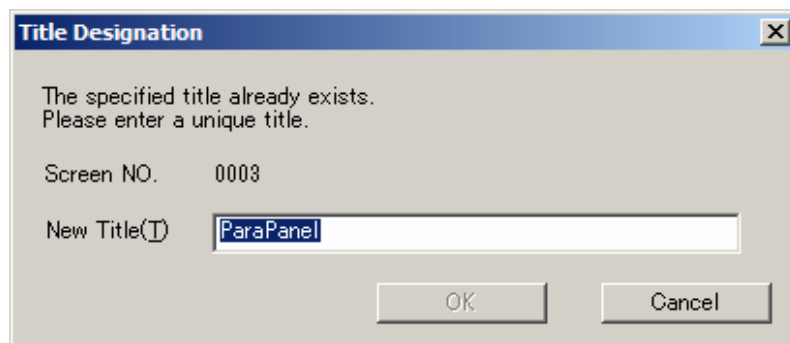 Title Designation
The specified title already exists.
Please enter a unique title.
Screen NO. 0003
New Title(T) ParaPanel
OK Cancel